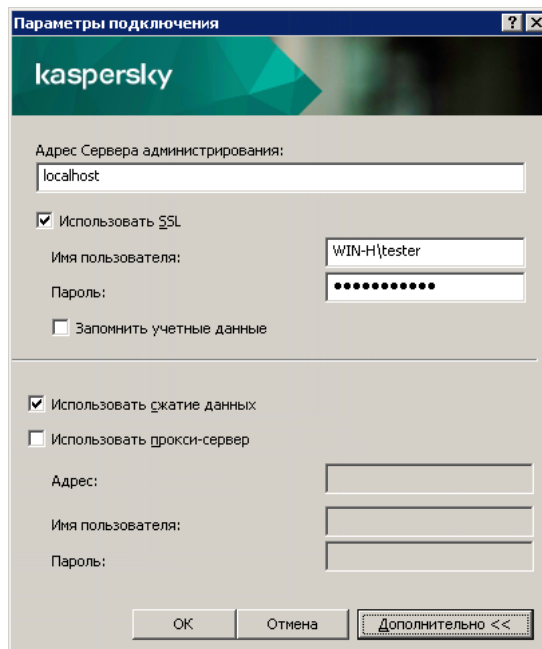 Параметры подключения
kaspersky
Адрес Сервера администрирования:
localhost
Использовать SSL
Имя пользователя: WIN-H\tester
Пароль: ●●●●●●●●●●●
Запомнить учетные данные
Использовать сжатие данных
Использовать прокси-сервер
Адрес:
Имя пользователя:
Пароль:
ОК Отмена Дополнительно <<